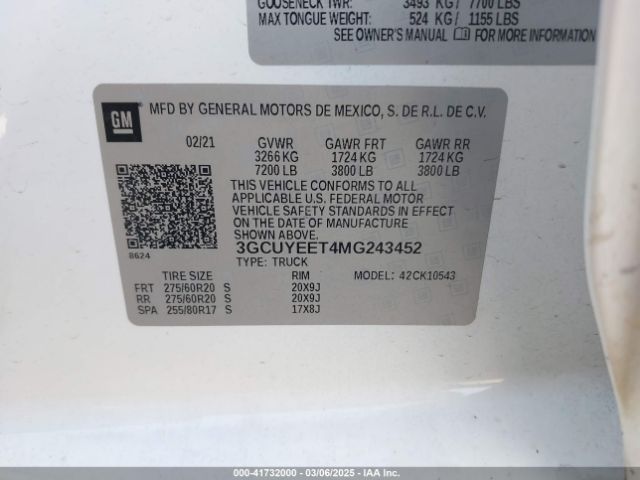 GOOSENECK TWR: 3493 KG / 7700 LBS
MAX TONGUE WEIGHT: 524 KG / 1155 LBS
SEE OWNER'S MANUAL FOR MORE INFORMATION
GM
MFD BY GENERAL MOTORS DE MEXICO, S. DE R.L. DE C.V.
02/21 GVWR GAWR FRT GAWR RR
3266 KG 1724 KG 1724 KG
7200 LB 3800 LB 3800 LB
THIS VEHICLE CONFORMS TO ALL
APPLICABLE U.S. FEDERAL MOTOR
VEHICLE SAFETY STANDARDS IN EFFECT
ON THE DATE OF MANUFACTURE
SHOWN ABOVE.
8624
3GCUYEET4MG243452
TYPE: TRUCK
TIRE SIZE RIM MODEL: 42CK10543
FRT 275/60R20 S 20X9J
RR 275/60R20 S 20X9J
SPA 255/80R17 S 17X8J
000-41732000 — 03/06/2025 — IAA Holdings, LLC